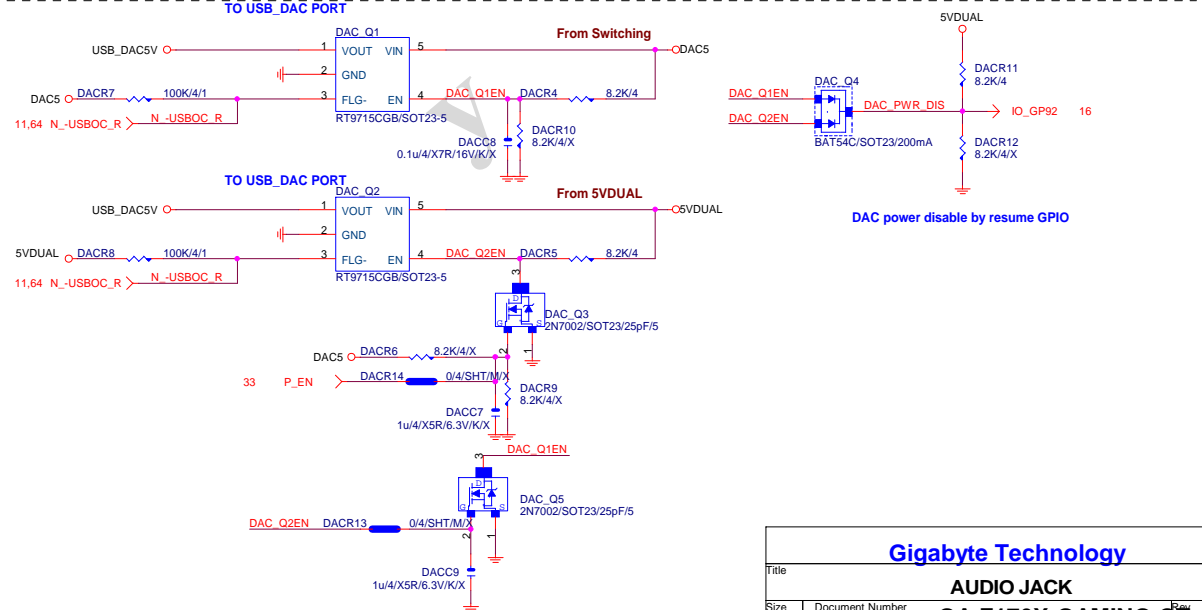 TO USB_DAC PORT
DAC_Q1
From Switching
USB_DAC5V
1 VOUT VIN 5
DAC5
2 GND
DAC5 DACR7 100K/4/1
3 FLG- EN 4
DAC_Q1EN DACR4 8.2K/4
11,64 N_-USBOC_R N_-USBOC_R
RT9715CGB/SOT23-5
DACR10
8.2K/4/X
DACC8
0.1u/4/X7R/16V/K/X
5VDUAL
DACR11
8.2K/4
DAC_Q4
DAC_Q1EN
DAC_PWR_DIS
IO_GP92 16
DAC_Q2EN
BAT54C/SOT23/200mA
DACR12
8.2K/4/X
DAC power disable by resume GPIO
TO USB_DAC PORT
DAC_Q2
From 5VDUAL
USB_DAC5V
1 VOUT VIN 5
5VDUAL
2 GND
5VDUAL DACR8 100K/4/1
3 FLG- EN 4
DAC_Q2EN DACR5 8.2K/4
11,64 N_-USBOC_R N_-USBOC_R
RT9715CGB/SOT23-5
3
D
G S
DAC_Q3
2N7002/SOT23/25pF/5
2 1
DAC5 DACR6 8.2K/4/X
33 P_EN DACR14 0/4/SHT/M/X
DACR9
8.2K/4/X
DACC7
1u/4/X5R/6.3V/K/X
DAC_Q1EN
3
D
G S
DAC_Q5
2N7002/SOT23/25pF/5
DAC_Q2EN DACR13 0/4/SHT/M/X
2 1
DACC9
1u/4/X5R/6.3V/K/X
Gigabyte Technology
Title
AUDIO JACK
Size Document Number Rev